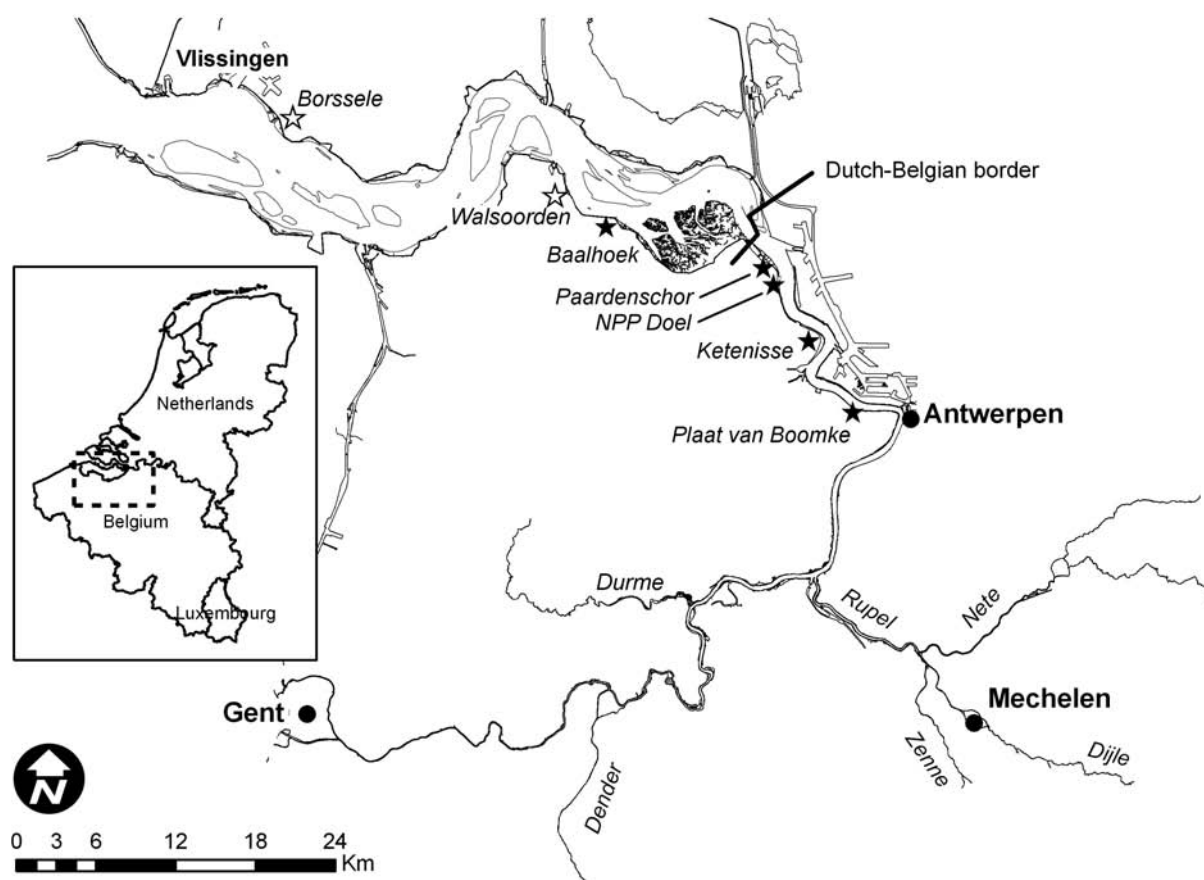 Vlissingen
Borssele
Dutch-Belgian border
Walsoorden
Baalhoek
Paardenschor
NPP Doel
Ketenisse
Antwerpen
Plaat van Boomke
Netherlands
Belgium
Luxembourg
Durme
Rupel
Nete
Gent
Mechelen
Zenne
Dijle
Dender
N
0 3 6 12 18 24
Km